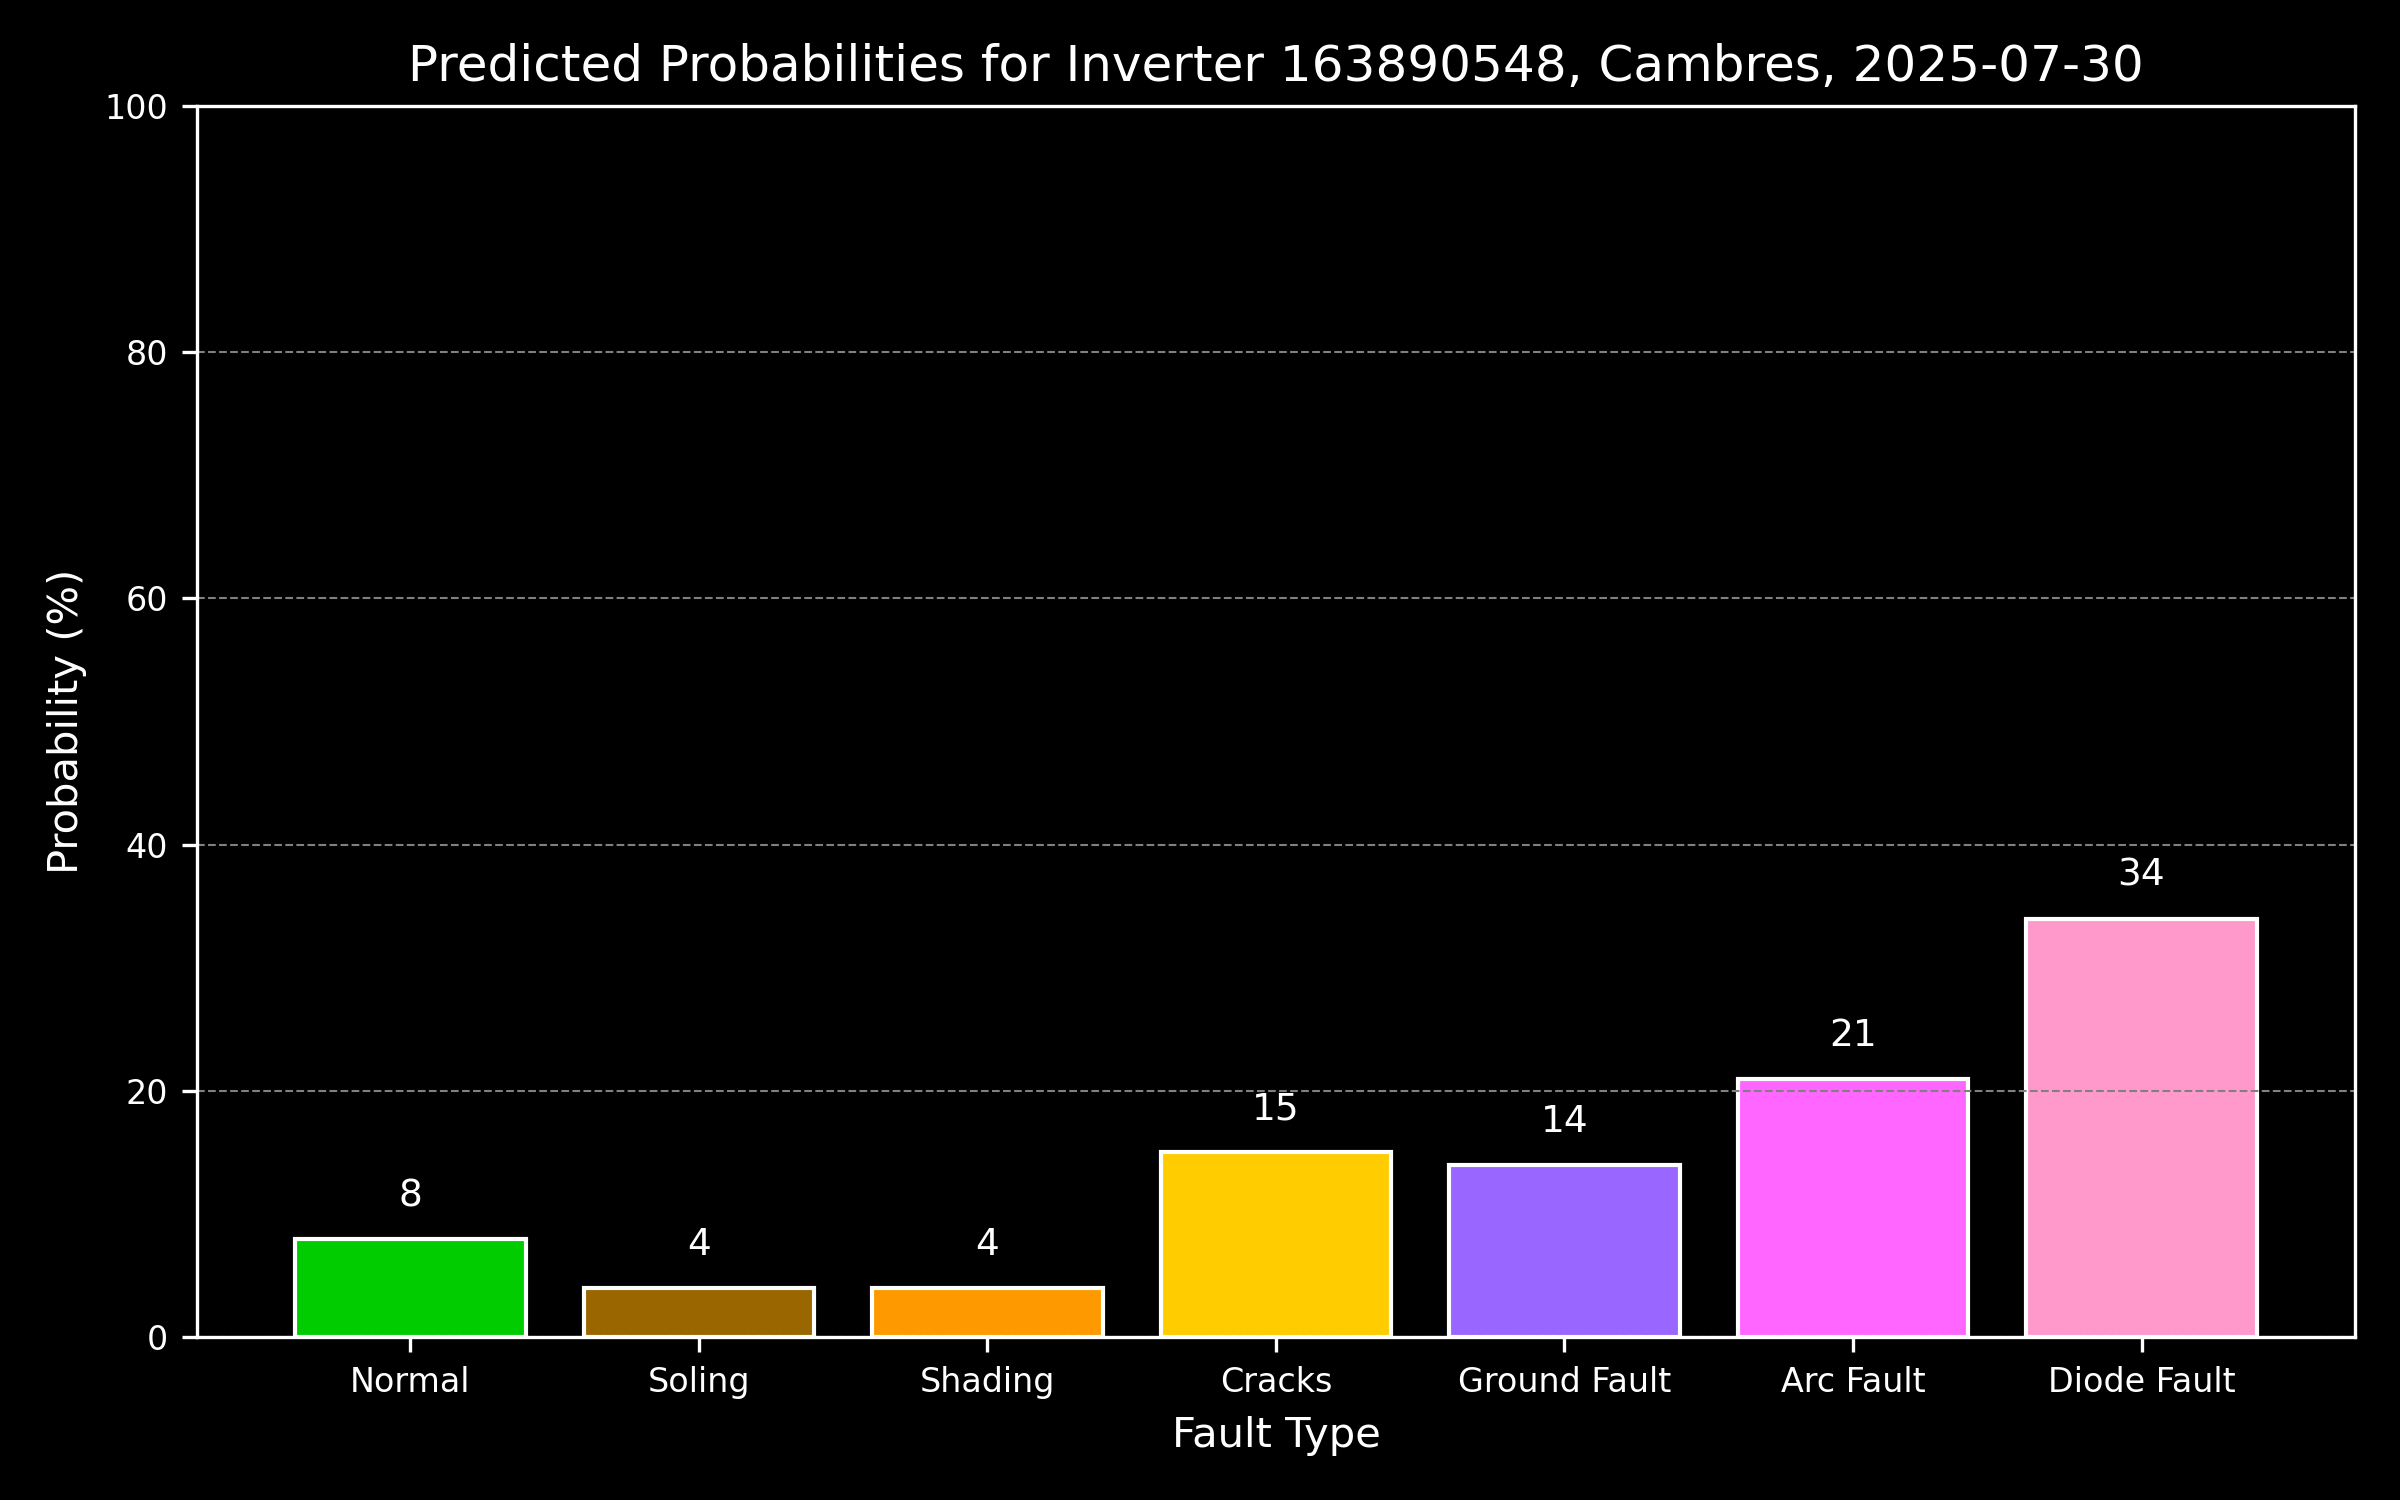 Predicted Probabilities for Inverter 163890548, Cambres, 2025-07-30
100
80
60
40
20
0
Probability (%)
8
4
4
15
14
21
34
Normal
Soling
Shading
Cracks
Ground Fault
Arc Fault
Diode Fault
Fault Type